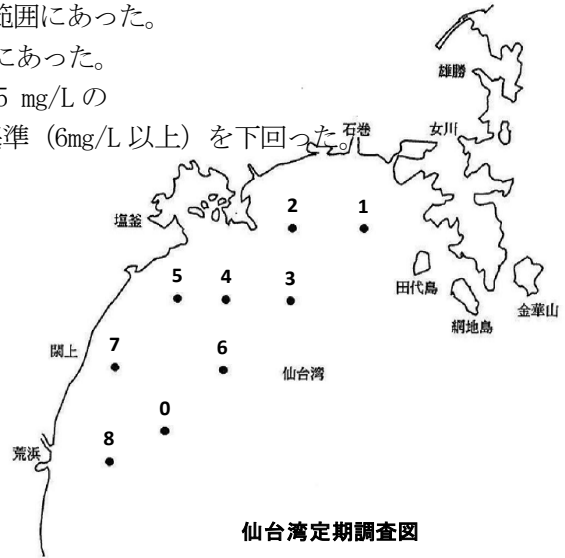 範囲にあった。
にあった。
5 mg/L の
基準（6mg/L 以上）を下回った。
雄勝
石巻
女川
2
1
塩釜
5
4
3
田代島
金華山
網地島
閖上
7
6
仙台湾
0
荒浜
8
仙台湾定期調査図